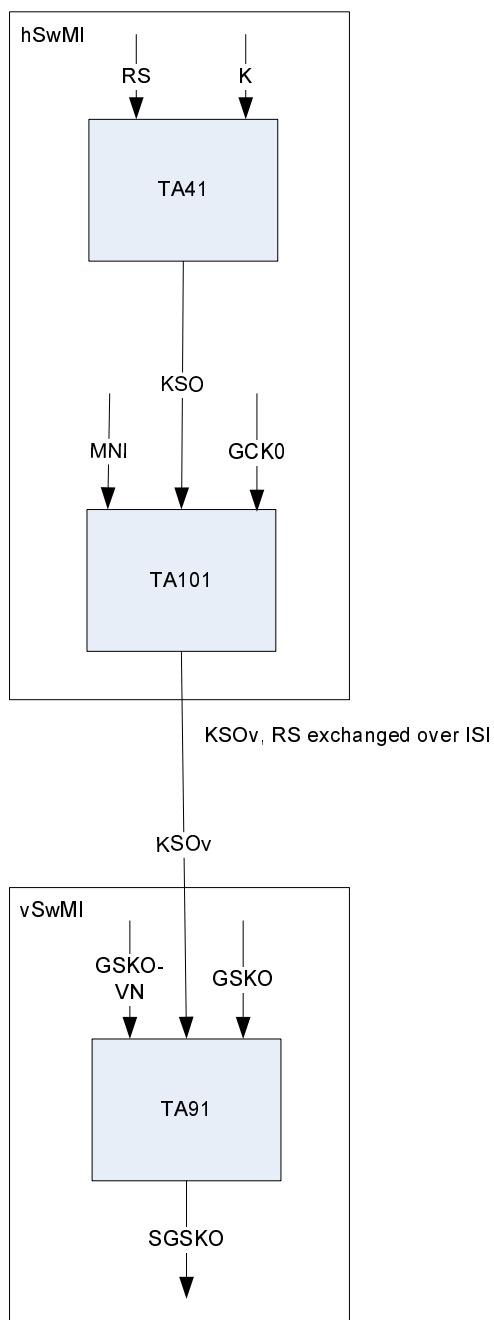 hSwMI
RS
K
TA41
KSO
MNI
GCK0
TA101
KSOv, RS exchanged over ISI
KSOv
vSwMI
GSKO-
VN
GSKO
TA91
SGSKO